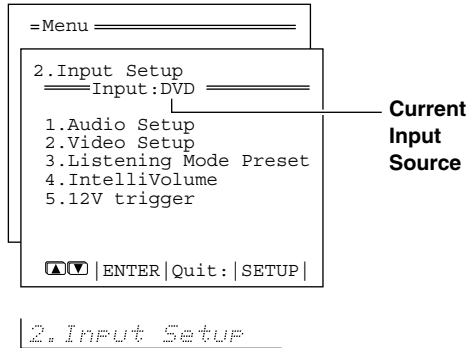 =Menu
2.Input Setup
Input:DVD
1.Audio Setup
2.Video Setup
3.Listening Mode Preset
4.IntelliVolume
5.12V trigger
▲▼|ENTER|Quit:|SETUP|
Current
Input
Source
2.Input Setup